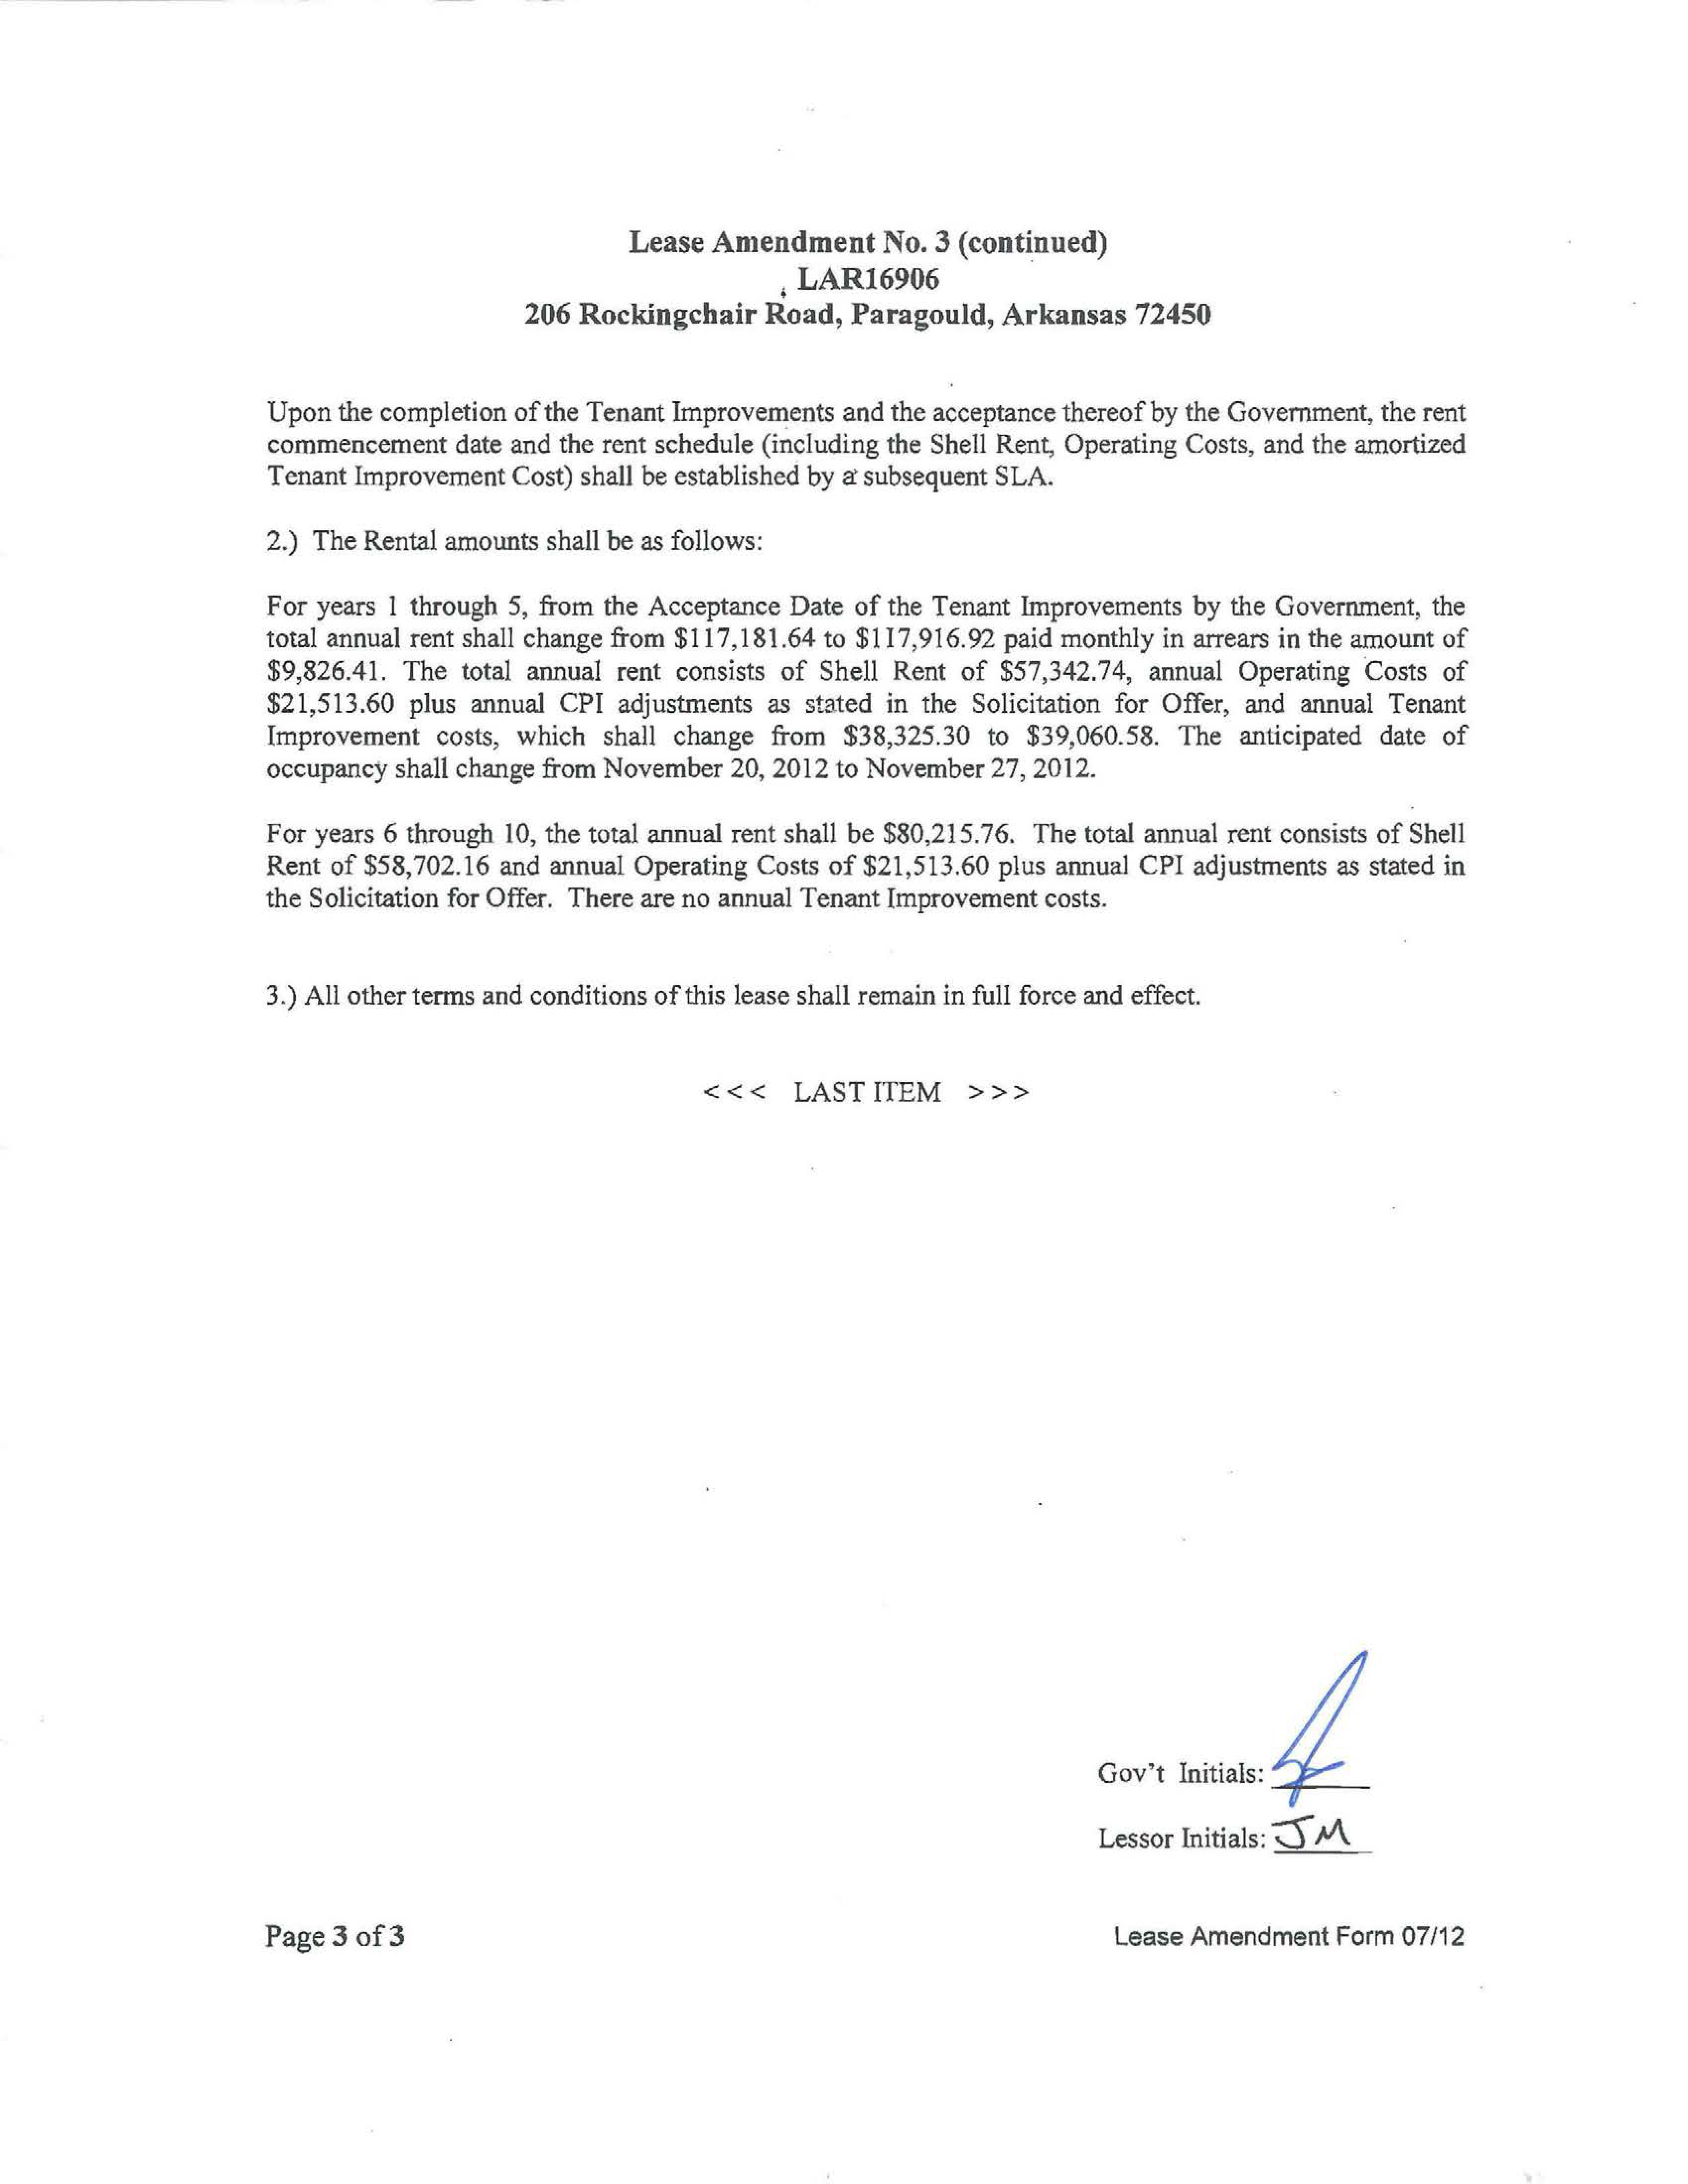 Lease Amendment No. 3 (continued)
LAR16906
206 Rockingchair Road, Paragould, Arkansas 72450
Upon the completion of the Tenant Improvements and the acceptance thereof by the Government, the rent
commencement date and the rent schedule (including the Shell Rent, Operating Costs, and the amortized
Tenant Improvement Cost) shall be established by a subsequent SLA.
2.) The Rental amounts shall be as follows:
For years 1 through 5, from the Acceptance Date of the Tenant Improvements by the Government, the
total annual rent shall change from $117,181.64 to $117,916.92 paid monthly in arrears in the amount of
$9,826.41. The total annual rent consists of Shell Rent of $57,342.74, annual Operating Costs of
$21,513.60 plus annual CPI adjustments as stated in the Solicitation for Offer, and annual Tenant
Improvement costs, which shall change from $38,325.30 to $39,060.58. The anticipated date of
occupancy shall change from November 20, 2012 to November 27, 2012.
For years 6 through 10, the total annual rent shall be $80,215.76. The total annual rent consists of Shell
Rent of $58,702.16 and annual Operating Costs of $21,513.60 plus annual CPI adjustments as stated in
the Solicitation for Offer. There are no annual Tenant Improvement costs.
3.) All other terms and conditions of this lease shall remain in full force and effect.
<<< LAST ITEM >>>
Gov't Initials:
Lessor Initials: JM
Page 3 of 3
Lease Amendment Form 07/12